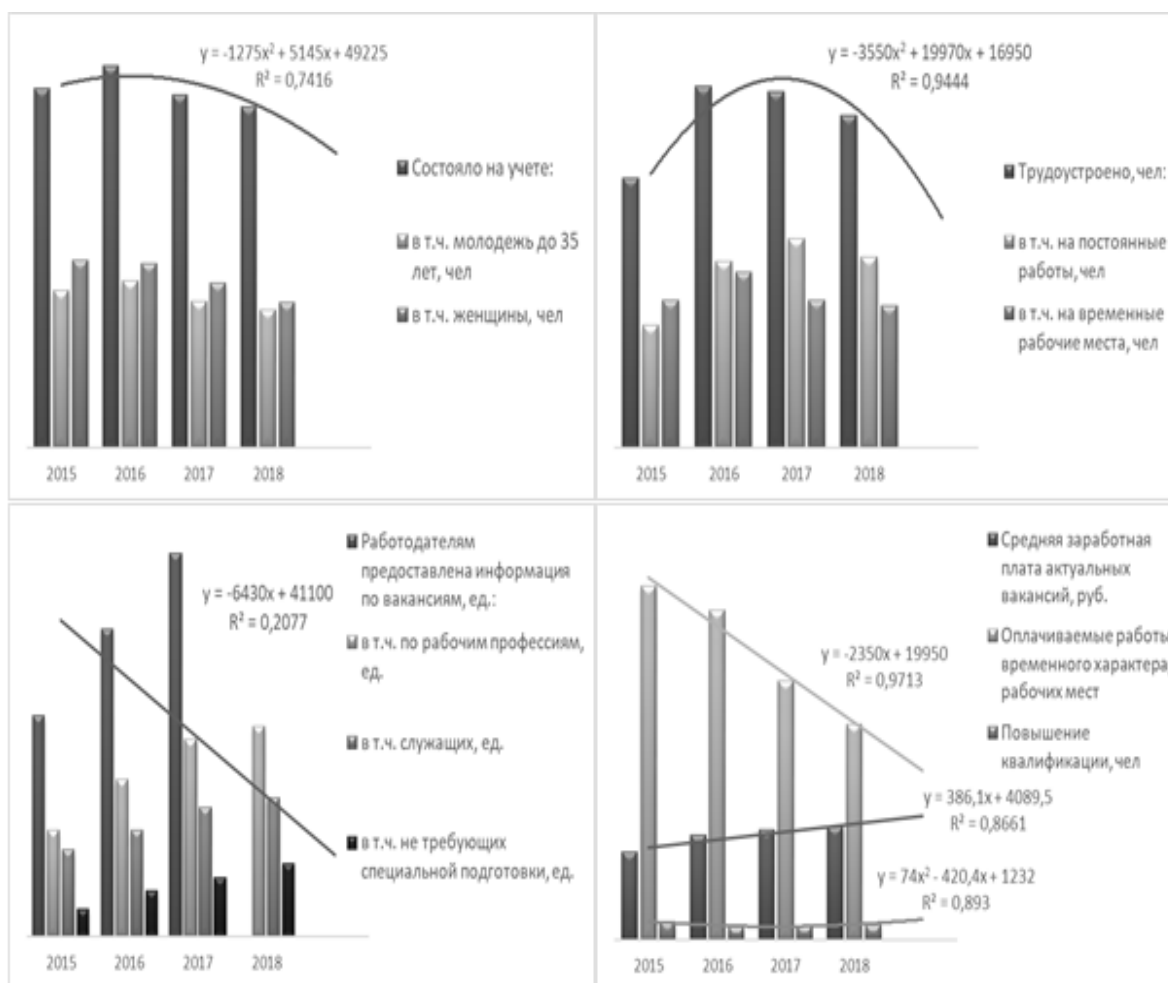 y = -1275x² + 5145x + 49225
R² = 0,7416
Состояло на учете:
в т.ч. молодежь до 35
лет, чел
в т.ч. женщины, чел
2015 2016 2017 2018
y = -3550x² + 19970x + 16950
R² = 0,9444
Трудоустроено, чел:
в т.ч. на постоянные
работы, чел
в т.ч. на временные
рабочие места, чел
2015 2016 2017 2018
Работодателям
предоставлена информация
по вакансиям, ед.:
y = -6430x + 41100
R² = 0,2077
в т.ч. по рабочим профессиям,
ед.
в т.ч. служащих, ед.
в т.ч. не требующих
специальной подготовки, ед.
2015 2016 2017 2018
Средняя заработная
плата актуальных
вакансий, руб.
Оплачиваемые работы
временного характера,
рабочих мест
Повышение
квалификации, чел
y = -2350x + 19950
R² = 0,9713
y = 386,1x + 4089,5
R² = 0,8661
y = 74x² - 420,4x + 1232
R² = 0,893
2015 2016 2017 2018